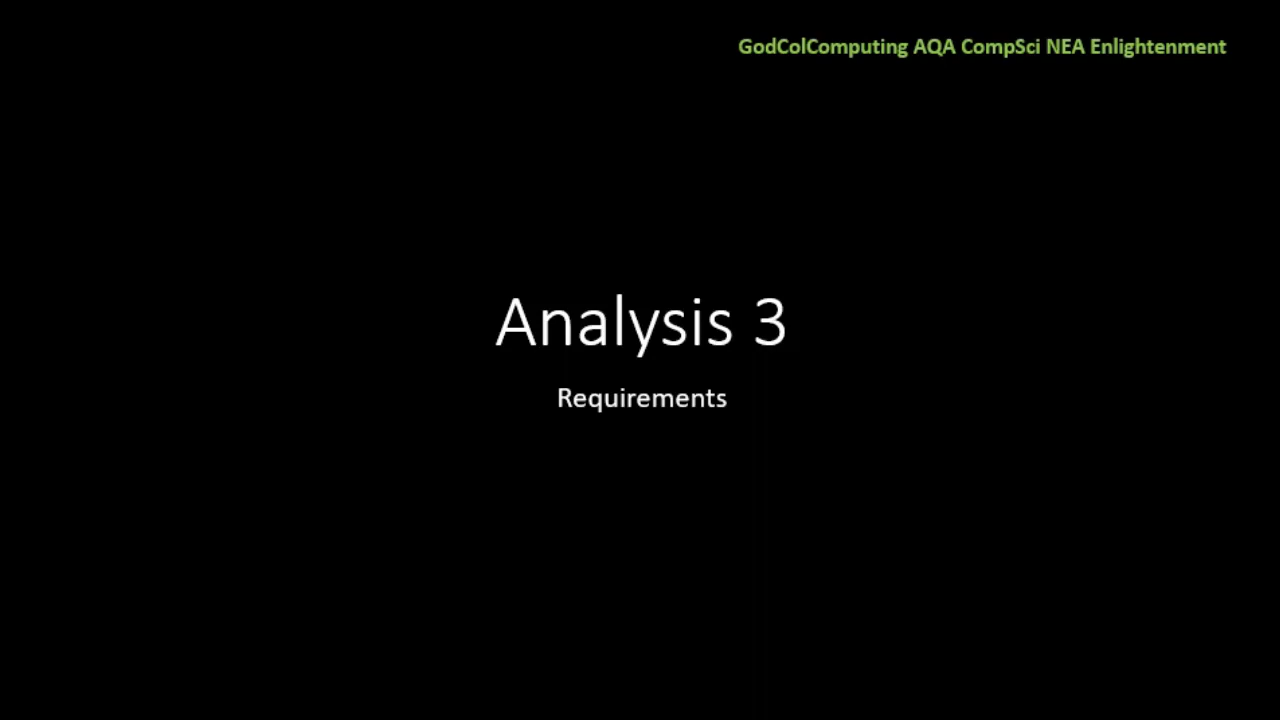 GodColComputing AQA CompSci NEA Enlightenment
Analysis 3
Requirements